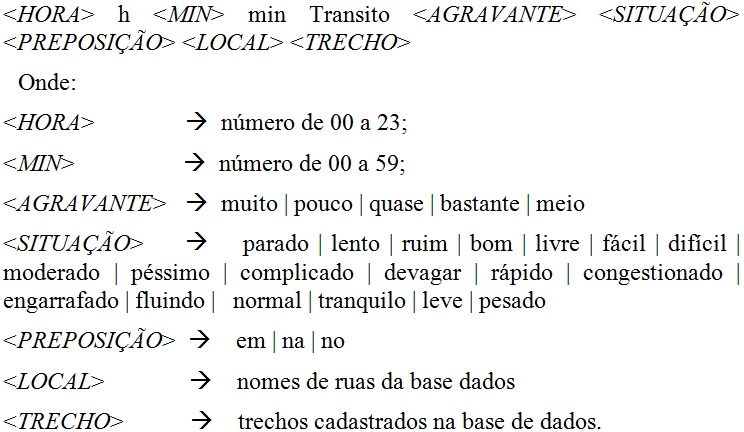 <HORA> h <MIN> min Transito <AGRAVANTE> <SITUAÇÃO>
<PREPOSIÇÃO> <LOCAL> <TRECHO>
Onde:
<HORA> → número de 00 a 23;
<MIN> → número de 00 a 59;
<AGRAVANTE> → muito | pouco | quase | bastante | meio
<SITUAÇÃO> → parado | lento | ruim | bom | livre | fácil | difícil |
moderado | péssimo | complicado | devagar | rápido | congestionado |
engarrafado | fluindo | normal | tranquilo | leve | pesado
<PREPOSIÇÃO> → em | na | no
<LOCAL> → nomes de ruas da base dados
<TRECHO> → trechos cadastrados na base de dados.